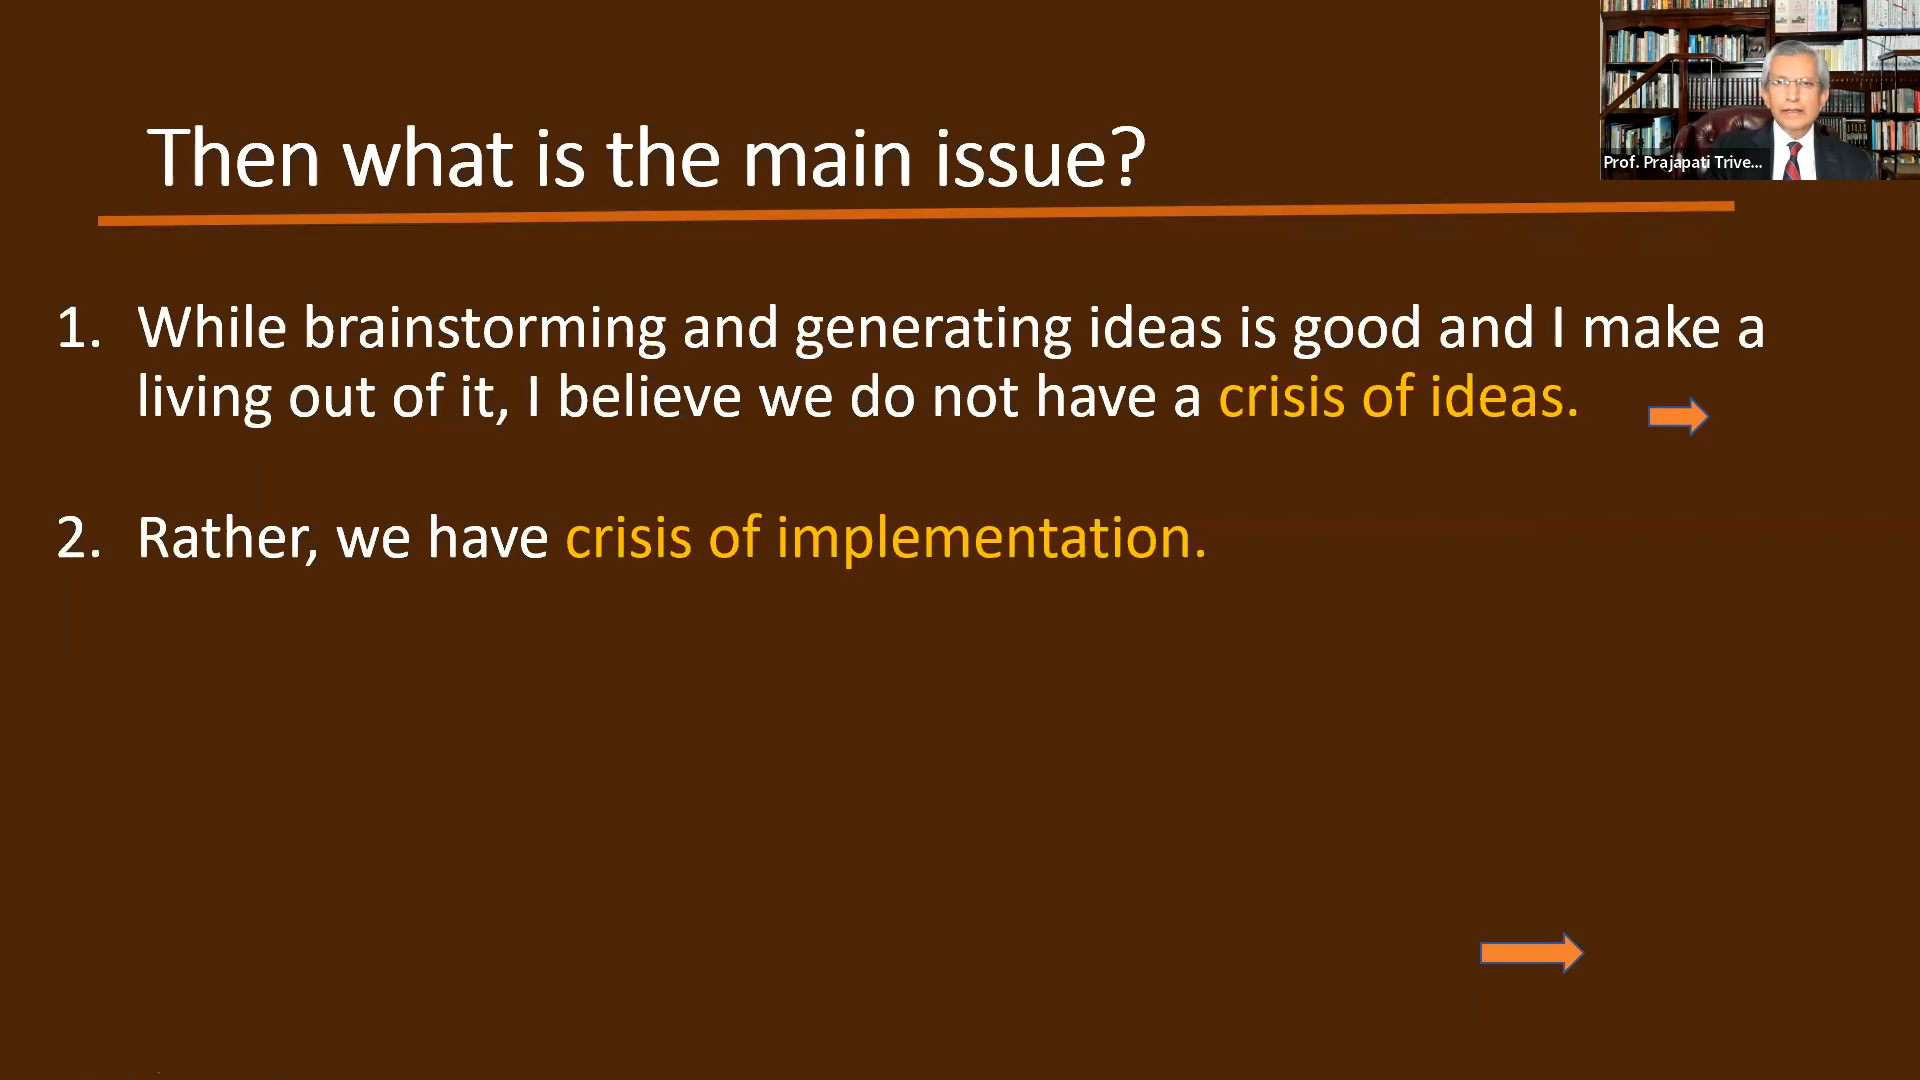 Then what is the main issue?
Prof. Prajapati Trive...
1. While brainstorming and generating ideas is good and I make a
living out of it, I believe we do not have a crisis of ideas.
2. Rather, we have crisis of implementation.